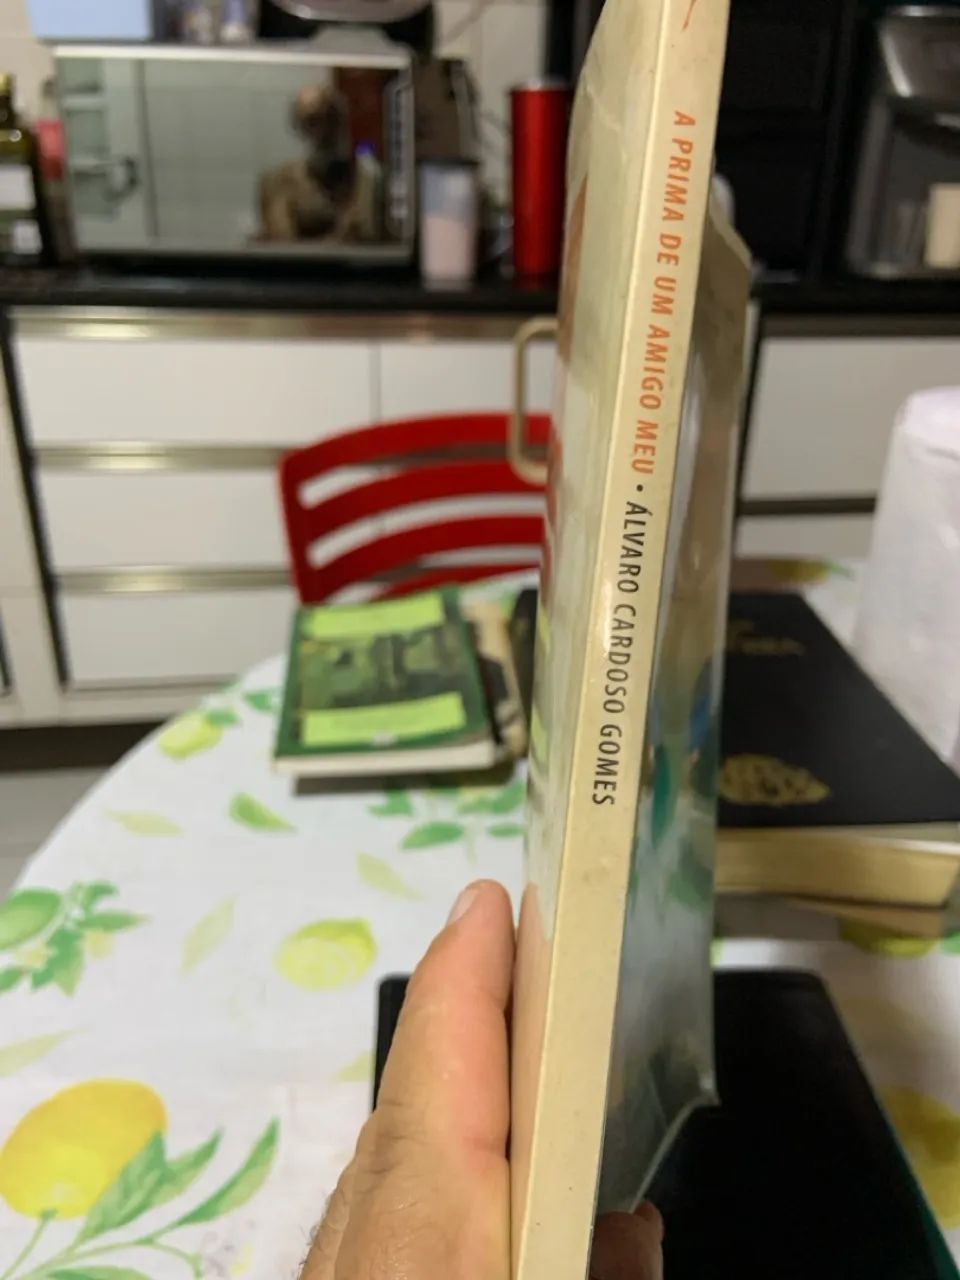 A PRIMA DE UM AMIGO MEU • ÁLVARO CARDOSO GOMES